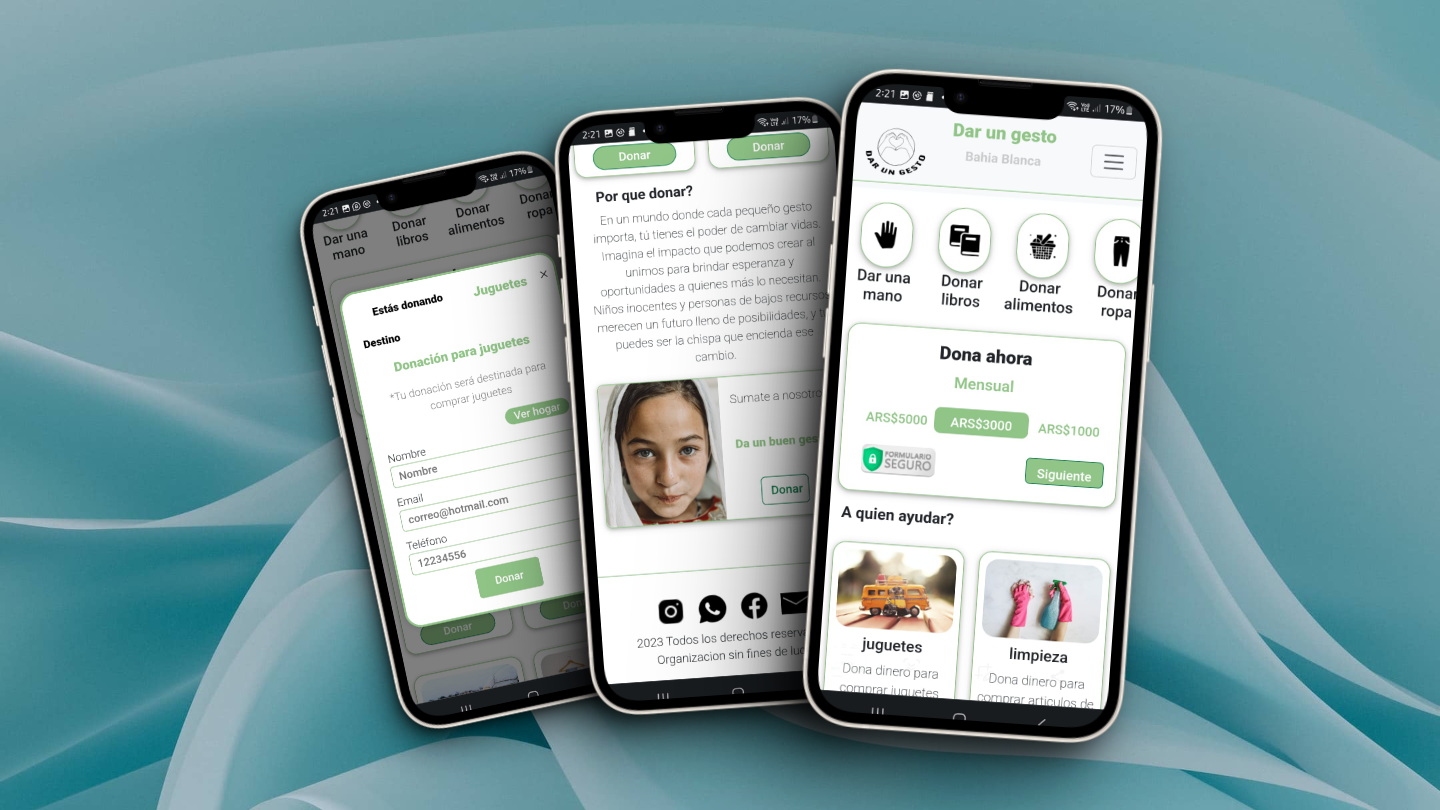 2:21
17%
Dar una
mano
Donar
libros
Donar
alimentos
ropa
Estás donando
Juguetes
Destino
Donación para juguetes
*Tu donación será destinada para
comprar juguetes
Ver hogar
Nombre
Nombre
Email
correo@hotmail.com
Teléfono
12234556
Donar
Donar
2:21
17%
Donar
Donar
Por que donar?
En un mundo donde cada pequeño gesto
importa, tú tienes el poder de cambiar vidas.
Imagina el impacto que podemos crear al
unirnos para brindar esperanza y
oportunidades a quienes más lo necesitan.
Niños inocentes y personas de bajos recursos
merecen un futuro lleno de posibilidades, y
puedes ser la chispa que encienda ese
cambio.
Sumate a
Da un buen
Donar
2023 Todos los derechos
Organizacion sin fines de
2:21
VoD LTE
17%
DAR UN GESTO
Dar un gesto
Bahia Blanca
Dar una
mano
Donar
libros
Donar
alimentos
Donar
ropa
Dona ahora
Mensual
ARS$5000
ARS$3000
ARS$1000
FORMULARIO
SEGURO
Siguiente
A quien ayudar?
juguetes
Dona dinero para
comprar juguetes
limpieza
Dona dinero para
comprar articulos de